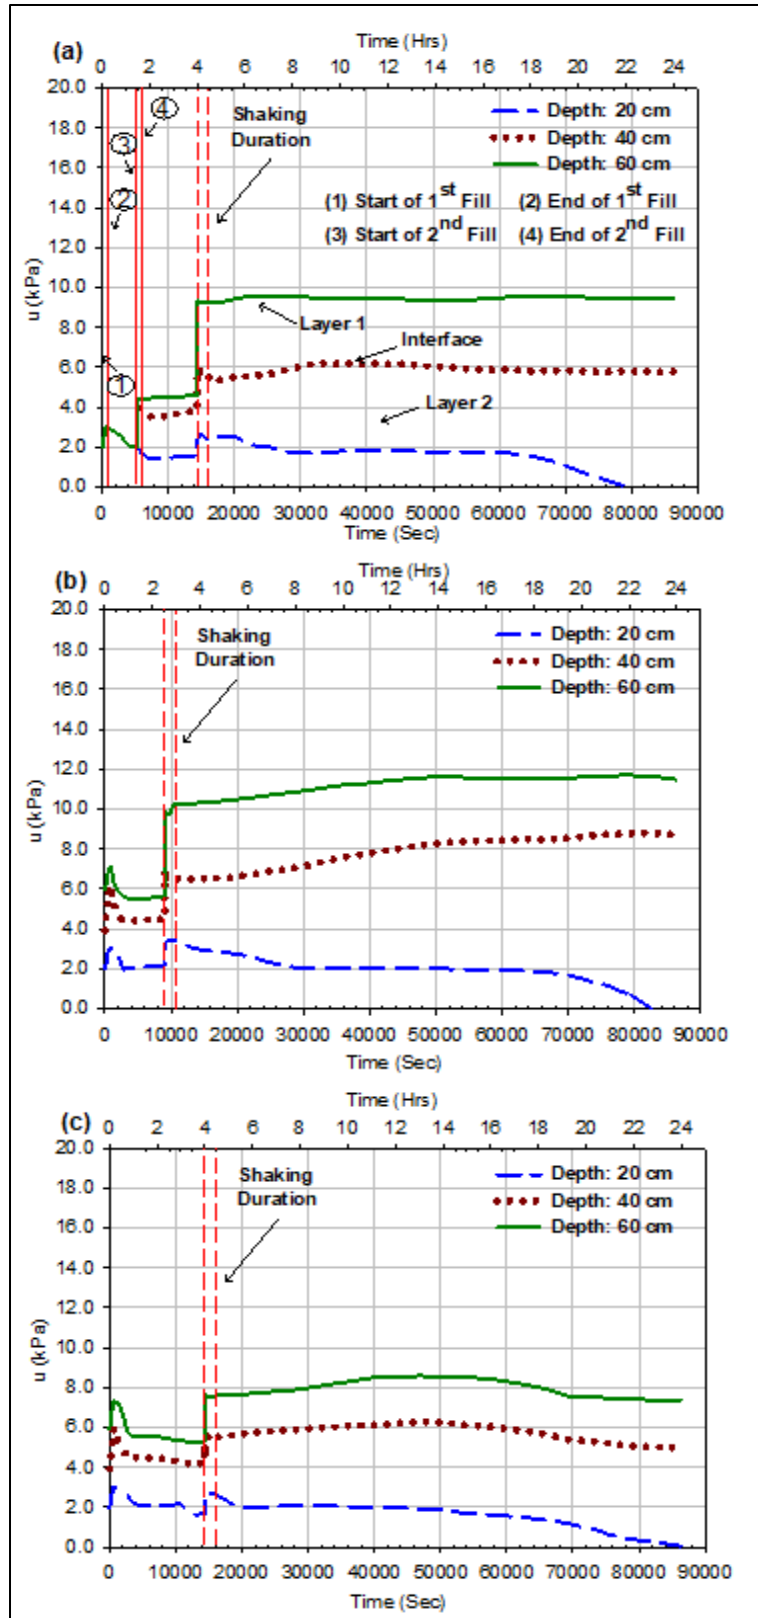 (a)
Time (Hrs)
0 2 4 6 8 10 12 14 16 18 20 22 24
20.0
18.0
16.0
14.0
12.0
10.0
8.0
6.0
4.0
2.0
0.0
u (kPa)
④
③
②
①
Shaking
Duration
Depth: 20 cm
Depth: 40 cm
Depth: 60 cm
(1) Start of 1st Fill (2) End of 1st Fill
(3) Start of 2nd Fill (4) End of 2nd Fill
Layer 1
Interface
Layer 2
0 10000 20000 30000 40000 50000 60000 70000 80000 90000
Time (Sec)
(b)
Time (Hrs)
0 2 4 6 8 10 12 14 16 18 20 22 24
20.0
18.0
16.0
14.0
12.0
10.0
8.0
6.0
4.0
2.0
0.0
u (kPa)
Shaking
Duration
Depth: 20 cm
Depth: 40 cm
Depth: 60 cm
0 10000 20000 30000 40000 50000 60000 70000 80000 90000
Time (Sec)
(c)
Time (Hrs)
0 2 4 6 8 10 12 14 16 18 20 22 24
20.0
18.0
16.0
14.0
12.0
10.0
8.0
6.0
4.0
2.0
0.0
u (kPa)
Shaking
Duration
Depth: 20 cm
Depth: 40 cm
Depth: 60 cm
0 10000 20000 30000 40000 50000 60000 70000 80000 90000
Time (Sec)